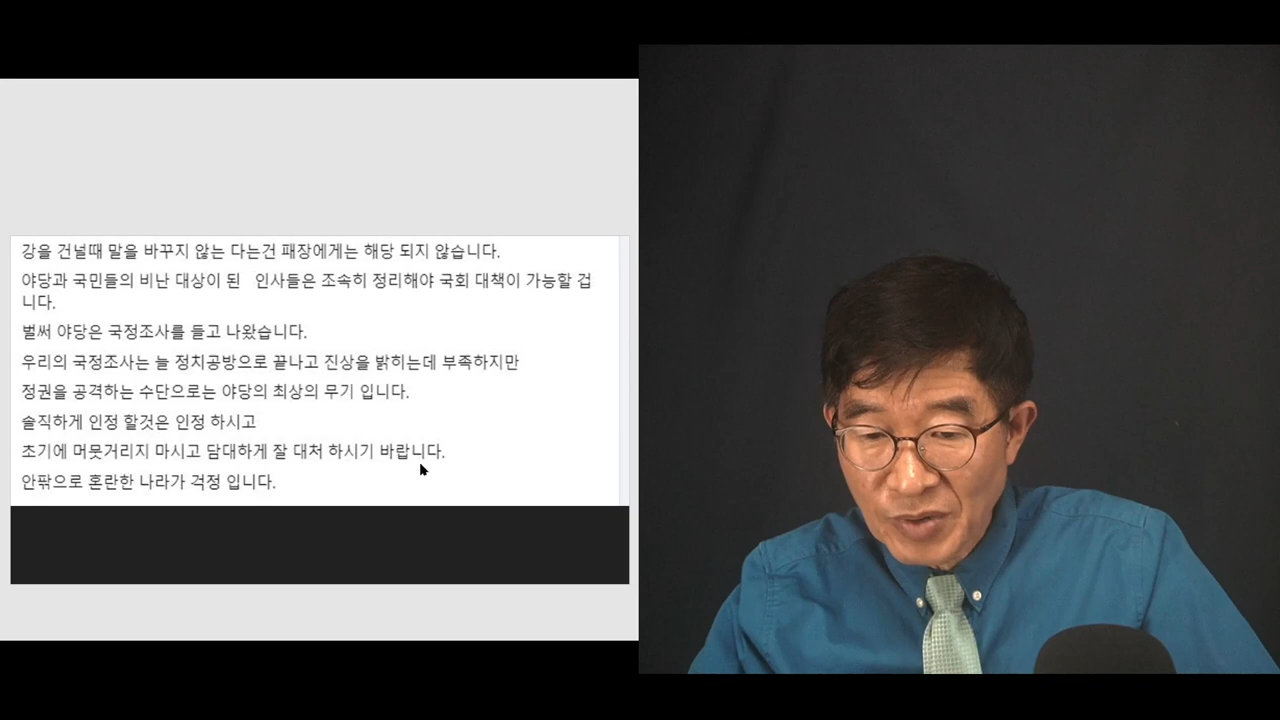 강을 건널때 말을 바꾸지 않는 다는건 패장에게는 해당 되지 않습니다.
야당과 국민들의 비난 대상이 된 인사들은 조속히 정리해야 국회 대책이 가능할 겁
니다.
벌써 야당은 국정조사를 들고 나왔습니다.
우리의 국정조사는 늘 정치공방으로 끝나고 진상을 밝히는데 부족하지만
정권을 공격하는 수단으로는 야당의 최상의 무기 입니다.
솔직하게 인정 할것은 인정 하시고
초기에 머뭇거리지 마시고 담대하게 잘 대처 하시기 바랍니다.
안팎으로 혼란한 나라가 걱정 입니다.